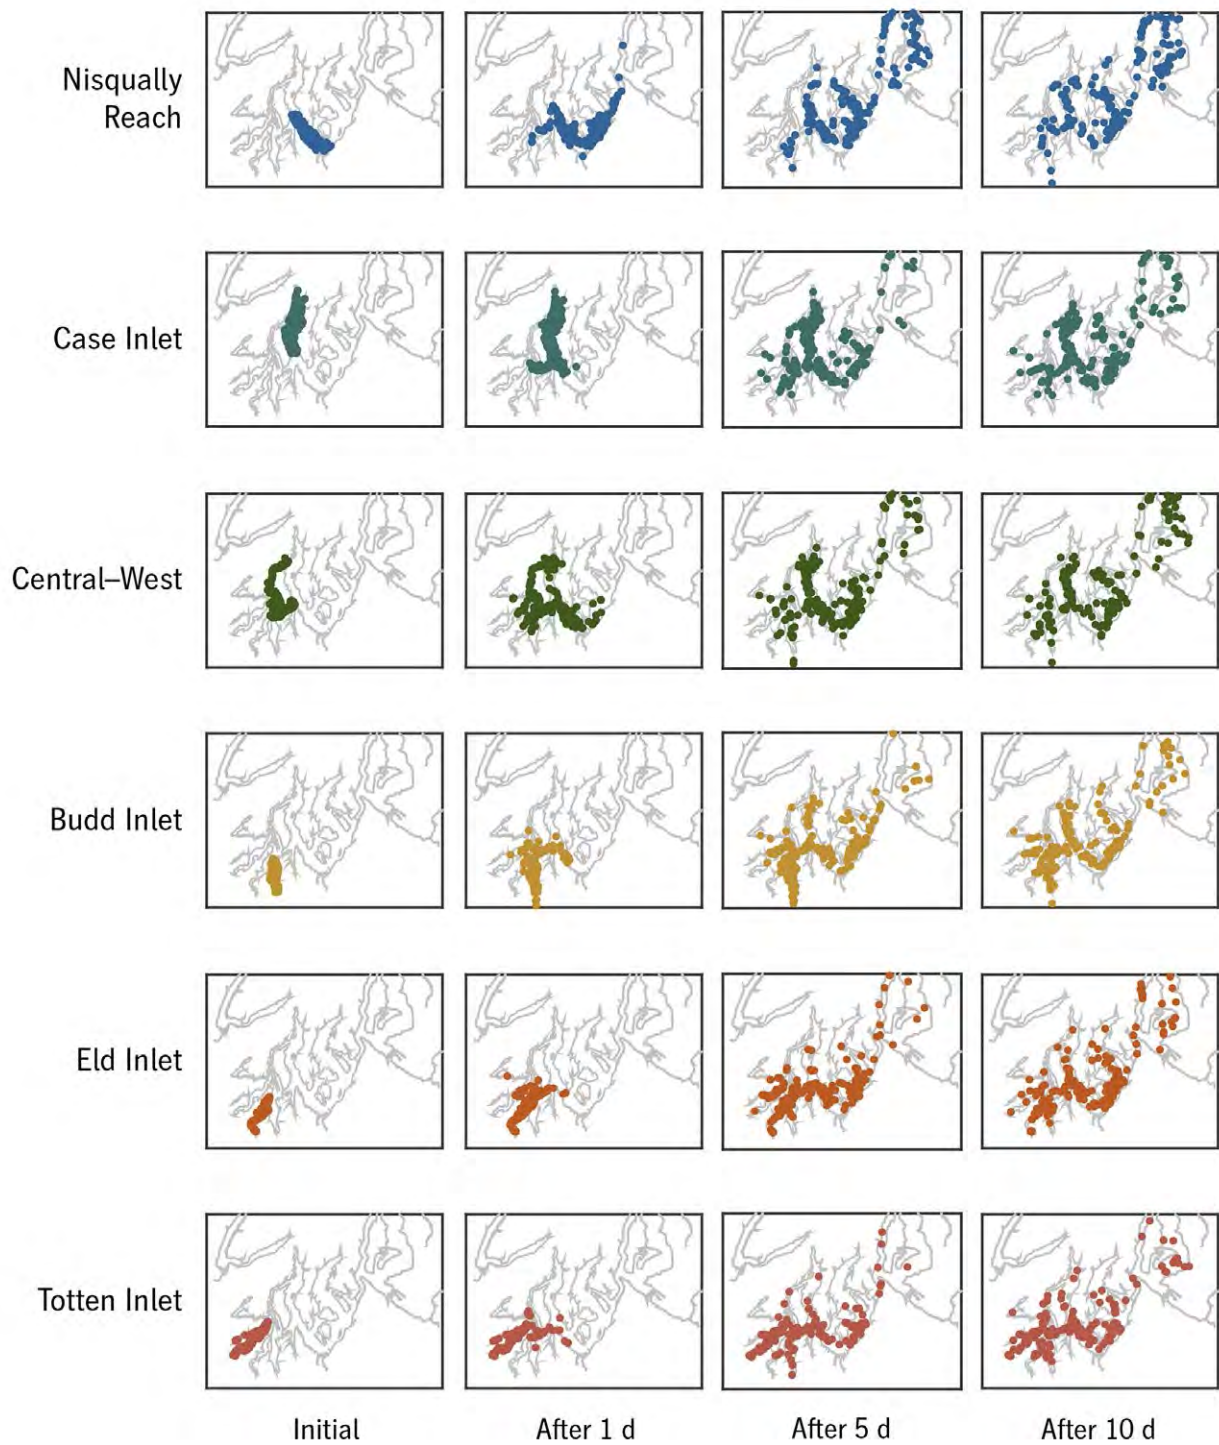 Nisqually
Reach
Case Inlet
Central–West
Budd Inlet
Eld Inlet
Totten Inlet
Initial
After 1 d
After 5 d
After 10 d